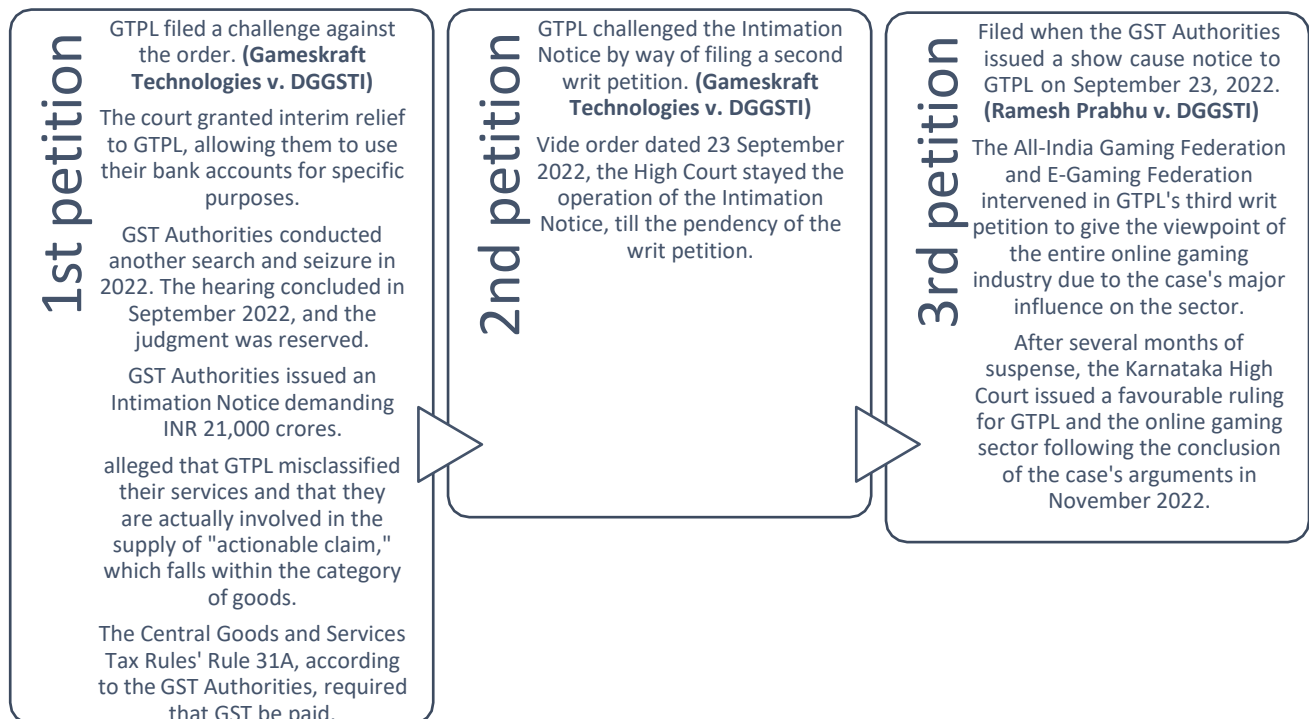 1st petition
GTPL filed a challenge against
the order. (Gameskraft
Technologies v. DGGSTI)
The court granted interim relief
to GTPL, allowing them to use
their bank accounts for specific
purposes.
GST Authorities conducted
another search and seizure in
2022. The hearing concluded in
September 2022, and the
judgment was reserved.
GST Authorities issued an
Intimation Notice demanding
INR 21,000 crores.
alleged that GTPL misclassified
their services and that they
are actually involved in the
supply of "actionable claim,"
which falls within the category
of goods.
The Central Goods and Services
Tax Rules' Rule 31A, according
to the GST Authorities, required
that GST be paid.
2nd petition
GTPL challenged the Intimation
Notice by way of filing a second
writ petition. (Gameskraft
Technologies v. DGGSTI)
Vide order dated 23 September
2022, the High Court stayed the
operation of the Intimation
Notice, till the pendency of the
writ petition.
3rd petition
Filed when the GST Authorities
issued a show cause notice to
GTPL on September 23, 2022.
(Ramesh Prabhu v. DGGSTI)
The All-India Gaming Federation
and E-Gaming Federation
intervened in GTPL's third writ
petition to give the viewpoint of
the entire online gaming
industry due to the case's major
influence on the sector.
After several months of
suspense, the Karnataka High
Court issued a favourable ruling
for GTPL and the online gaming
sector following the conclusion
of the case's arguments in
November 2022.